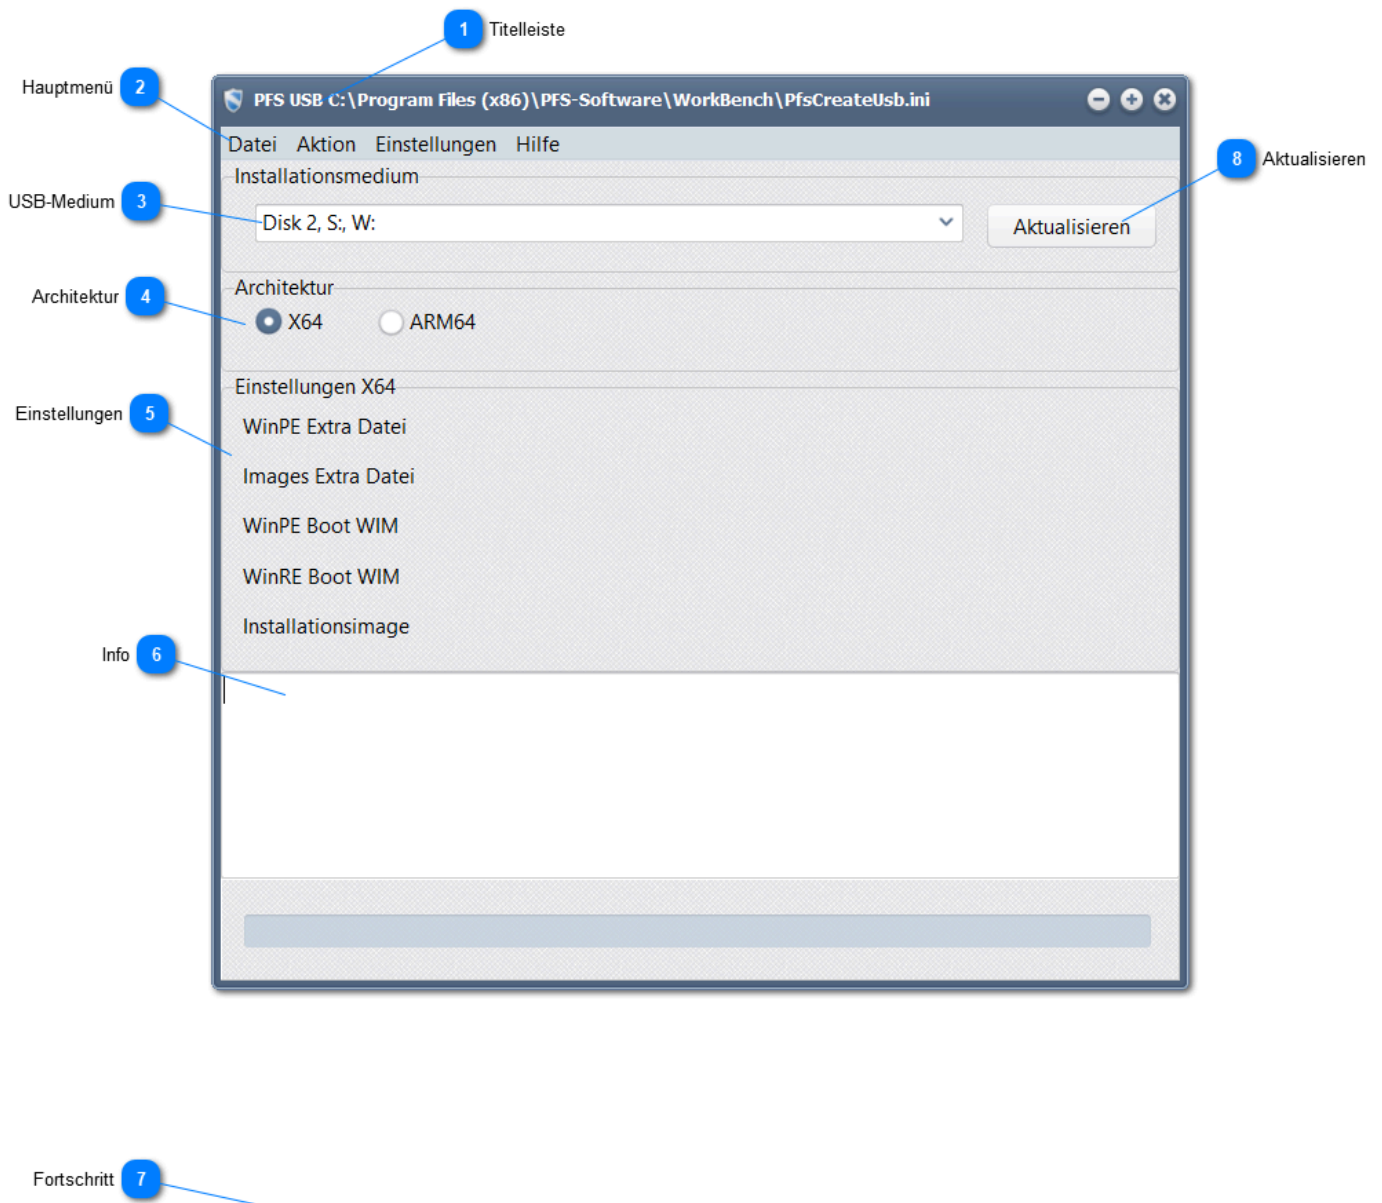 1 Titelleiste
Hauptmenü 2
PFS USB C:\Program Files (x86)\PFS-Software\WorkBench\PfsCreateUsb.ini
Datei Aktion Einstellungen Hilfe
8 Aktualisieren
Installationsmedium
USB-Medium 3
Disk 2, S:, W:
Aktualisieren
Architektur
Architektur 4
X64 ARM64
Einstellungen X64
Einstellungen 5
WinPE Extra Datei
Images Extra Datei
WinPE Boot WIM
WinRE Boot WIM
Installationsimage
Info 6
Fortschritt 7